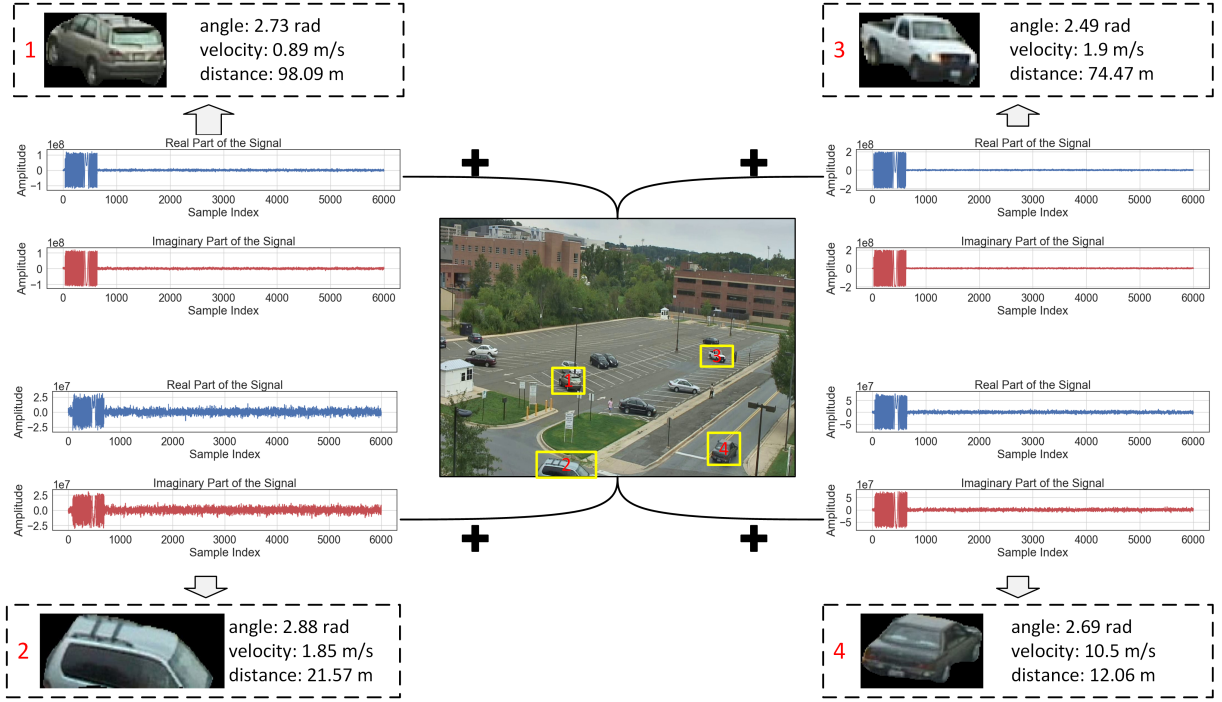 1
angle: 2.73 rad
velocity: 0.89 m/s
distance: 98.09 m
3
angle: 2.49 rad
velocity: 1.9 m/s
distance: 74.47 m
1e8
Real Part of the Signal
Amplitude
1
0
−1
0 1000 2000 3000 4000 5000 6000
Sample Index
1e8
Imaginary Part of the Signal
Amplitude
1
0
−1
0 1000 2000 3000 4000 5000 6000
Sample Index
1e8
Real Part of the Signal
Amplitude
2
0
−2
0 1000 2000 3000 4000 5000 6000
Sample Index
1e8
Imaginary Part of the Signal
Amplitude
2
0
−2
0 1000 2000 3000 4000 5000 6000
Sample Index
1
3
2
4
1e7
Real Part of the Signal
Amplitude
2.5
0.0
−2.5
0 1000 2000 3000 4000 5000 6000
Sample Index
1e7
Imaginary Part of the Signal
Amplitude
2.5
0.0
−2.5
0 1000 2000 3000 4000 5000 6000
Sample Index
1e7
Real Part of the Signal
Amplitude
5
0
−5
0 1000 2000 3000 4000 5000 6000
Sample Index
1e7
Imaginary Part of the Signal
Amplitude
5
0
−5
0 1000 2000 3000 4000 5000 6000
Sample Index
2
angle: 2.88 rad
velocity: 1.85 m/s
distance: 21.57 m
4
angle: 2.69 rad
velocity: 10.5 m/s
distance: 12.06 m